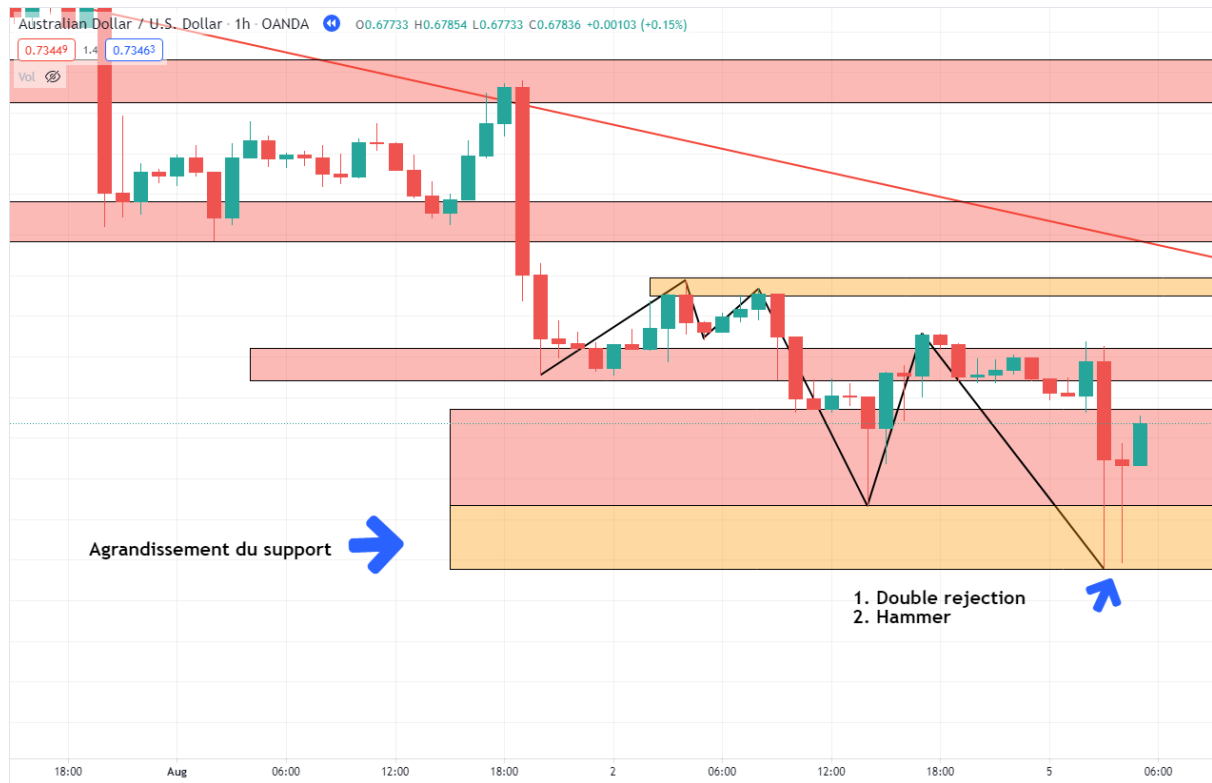 Australian Dollar / U.S. Dollar · 1h · OANDA O0.67733 H0.67854 L0.67733 C0.67836 +0.00103 (+0.15%)
0.73449 1.4 0.73463
Vol
Agrandissement du support
1. Double rejection
2. Hammer
18:00 Aug 06:00 12:00 18:00 2 06:00 12:00 18:00 5 06:00